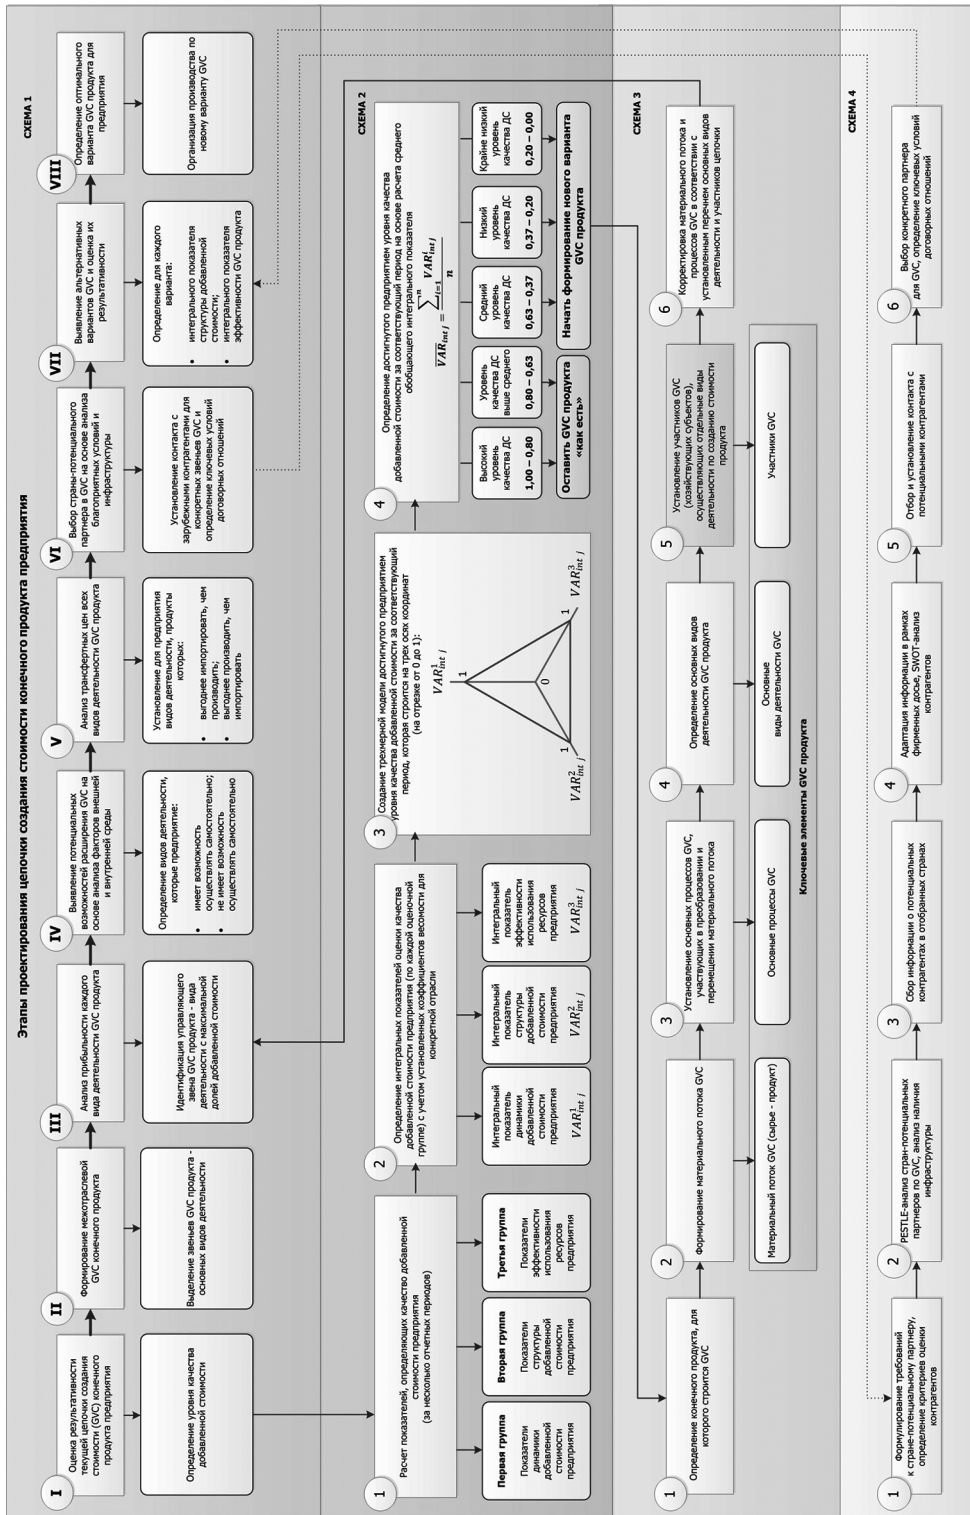 Этапы проектирования цепочки создания стоимости конечного продукта предприятия
СХЕМА 1
I
Оценка результативности
текущей цепочки создания
стоимости (GVC) конечного
продукта предприятия
Определение уровня качества
добавленной стоимости
II
Формирование межотраслевой
GVC конечного продукта
Выделение звеньев GVC продукта -
основных видов деятельности
III
Анализ прибыльности каждого
вида деятельности GVC продукта
Идентификация управляющего
звена GVC продукта - вида
деятельности с максимальной
долей добавленной стоимости
IV
Выявление потенциальных
возможностей расширения GVC на
основе анализа факторов внешней
и внутренней среды
Определение видов деятельности,
которые предприятие:
• имеет возможность
осуществлять самостоятельно;
• не имеет возможность
осуществлять самостоятельно
V
Анализ трансфертных цен всех
видов деятельности GVC продукта
Установление для предприятия
видов деятельности, продукты
которых:
• выгоднее импортировать, чем
производить;
• выгоднее производить, чем
импортировать
VI
Выбор страны-потенциального
партнера в GVC на основе анализа
благоприятных условий и
инфраструктуры
Установление контакта с
зарубежными контрагентами для
конкретных звеньев GVC и
определение ключевых условий
договорных отношений
VII
Выявление альтернативных
вариантов GVC и оценка их
результативности
Определение для каждого
варианта:
• интегрального показателя
структуры добавленной
стоимости;
• интегрального показателя
эффективности GVC продукта
VIII
Определение оптимального
варианта GVC продукта для
предприятия
Организация производства по
новому варианту GVC
СХЕМА 2
1
Расчет показателей, определяющих качество добавленной
стоимости предприятия
(за несколько отчетных периодов)
Первая группа
Показатели
динамики
добавленной
стоимости
предприятия
Вторая группа
Показатели
структуры
добавленной
стоимости
предприятия
Третья группа
Показатели
эффективности
использования
ресурсов
предприятия
2
Определение интегральных показателей оценки качества
добавленной стоимости предприятия (по каждой оценочной
группе) с учетом установленных коэффициентов весомости для
конкретной отрасли
Интегральный
показатель
динамики
добавленной
стоимости
предприятия
VAR¹int j
Интегральный
показатель
структуры
добавленной
стоимости
предприятия
VAR²int j
Интегральный
показатель
эффективности
использования
ресурсов
предприятия
VAR³int j
3
Создание трехмерной модели достигнутого предприятием
уровня качества добавленной стоимости за соответствующий
период, которая строится на трех осях координат
(на отрезке от 0 до 1):
VAR¹int j
1
0
1
1
VAR²int j
VAR³int j
4
Определение достигнутого предприятием уровня качества
добавленной стоимости за соответствующий период на основе расчета среднего
обобщающего интегрального показателя
V̅A̅R̅int j = ∑ⁿi=1 VARⁱint j / n
Высокий
уровень
качества ДС
1,00 – 0,80
Уровень
качества ДС
выше среднего
0,80 – 0,63
Средний
уровень
качества ДС
0,63 – 0,37
Низкий
уровень
качества ДС
0,37 – 0,20
Крайне низкий
уровень
качества ДС
0,20 – 0,00
Оставить GVC продукта
«как есть»
Начать формирование нового варианта
GVC продукта
СХЕМА 3
1
Определение конечного продукта, для
которого строится GVC
2
Формирование материального потока GVC
Материальный поток GVC (сырье - продукт)
3
Установление основных процессов GVC,
участвующих в преобразовании и
перемещении материального потока
Основные процессы GVC
4
Определение основных видов
деятельности GVC продукта
Основные
виды деятельности GVC
5
Установление участников GVC
(хозяйствующих субъектов),
осуществляющих отдельные виды
деятельности по созданию стоимости
продукта
Участники GVC
6
Корректировка материального потока и
процессов GVC в соответствии с
установленным перечнем основных видов
деятельности и участников цепочки
Ключевые элементы GVC продукта
СХЕМА 4
1
Формулирование требований
к стране-потенциальному партнеру,
определение критериев оценки
контрагентов
2
PESTLE-анализ стран-потенциальных
партнеров по GVC, анализ наличия
инфраструктуры
3
Сбор информации о потенциальных
контрагентах в отобранных странах
4
Адаптация информации в рамках
фирменных досье, SWOT-анализ
контрагентов
5
Отбор и установление контакта с
потенциальными контрагентами
6
Выбор конкретного партнера
для GVC, определение ключевых условий
договорных отношений